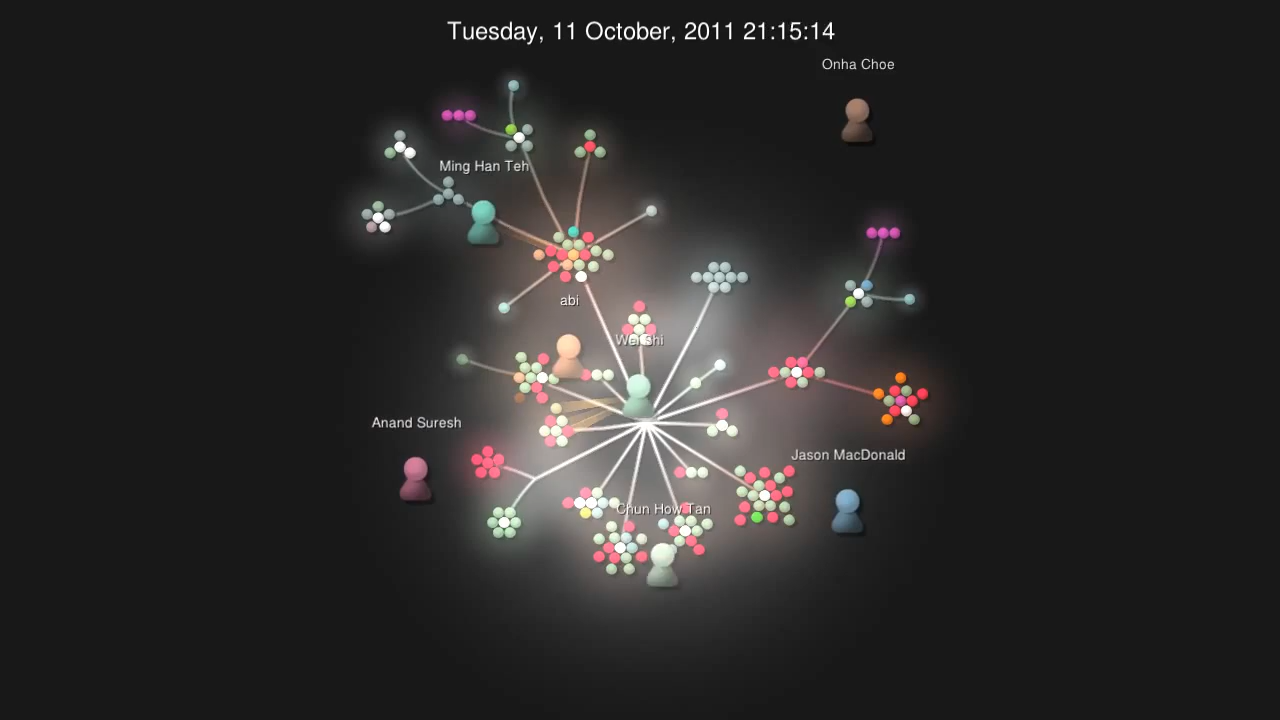 Tuesday, 11 October, 2011 21:15:14
Onha Choe
Ming Han Teh
abi
Wei Shi
Anand Suresh
Jason MacDonald
Chun How Tan